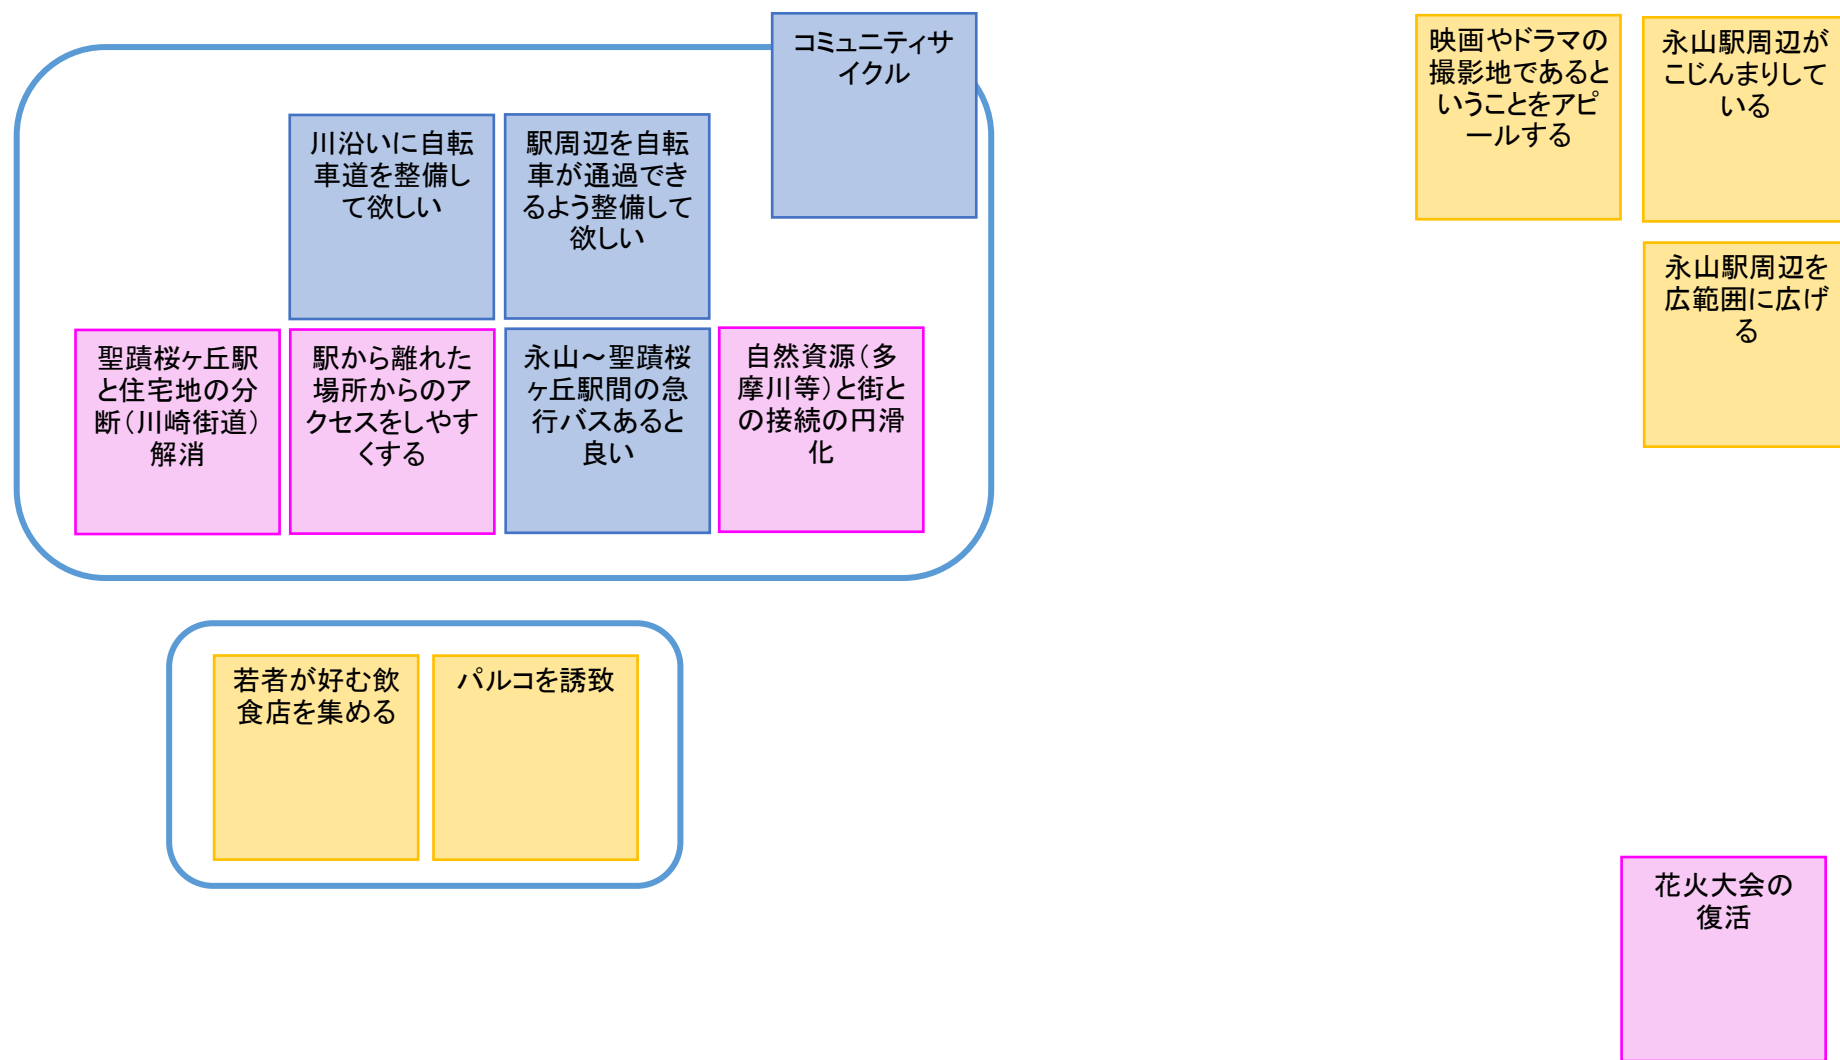 コミュニティサ
イクル
川沿いに自転
車道を整備し
て欲しい
駅周辺を自転
車が通過でき
るよう整備して
欲しい
聖蹟桜ヶ丘駅
と住宅地の分
断（川崎街道）
解消
駅から離れた
場所からのア
クセスをしやす
くする
永山～聖蹟桜
ヶ丘駅間の急
行バスあると
良い
自然資源（多
摩川等）と街と
の接続の円滑
化
若者が好む飲
食店を集める
パルコを誘致
映画やドラマの
撮影地であると
いうことをアピ
ールする
永山駅周辺が
こじんまりして
いる
永山駅周辺を
広範囲に広げ
る
花火大会の
復活